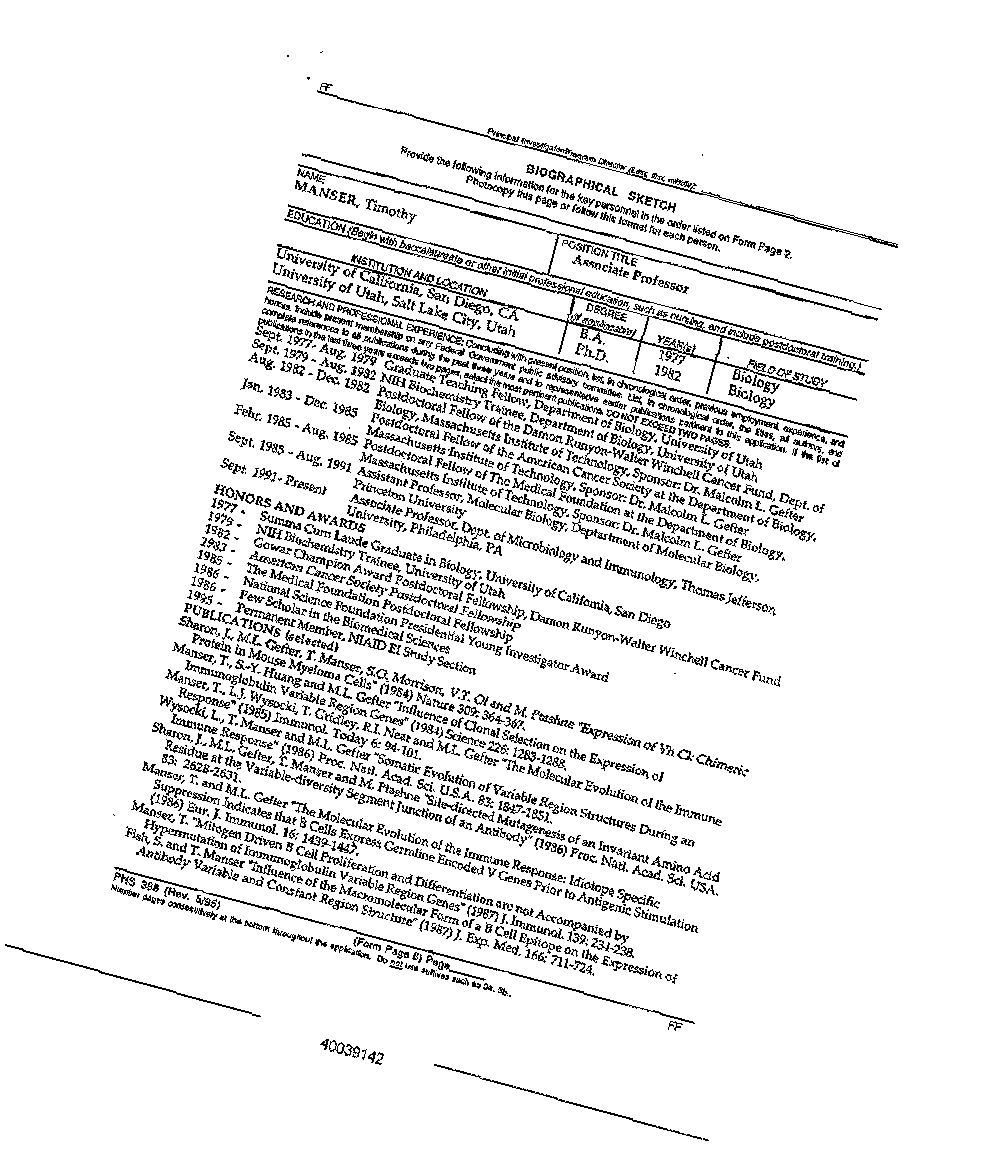 FF
Principal Investigator/Program Director (Last, first, middle):
BIOGRAPHICAL SKETCH
Provide the following information for the key personnel in the order listed on Form Page 2.
Photocopy this page or follow this format for each person.
NAME
MANSER, Timothy
POSITION TITLE
Associate Professor
EDUCATION (Begin with baccalaureate or other initial professional education, such as nursing, and include postdoctoral training.)
INSTITUTION AND LOCATION
DEGREE (if applicable)
YEAR(s)
FIELD OF STUDY
University of California, San Diego, CA B.A. 1977 Biology
University of Utah, Salt Lake City, Utah Ph.D. 1982 Biology
RESEARCH AND PROFESSIONAL EXPERIENCE: Concluding with present position, list, in chronological order, previous employment, experience, and
honors. Include present membership on any Federal Government public advisory committee. List, in chronological order, the titles, all authors, and
complete references to all publications during the past three years and to representative earlier publications pertinent to this application. If the list of
publications in the last three years exceeds two pages, select the most pertinent publications. DO NOT EXCEED TWO PAGES.
Sept. 1977- Aug. 1979 Graduate Teaching Fellow, Department of Biology, University of Utah
Sept. 1979 - Aug. 1982 NIH Biochemistry Trainee, Department of Biology, University of Utah
Aug. 1982 - Dec. 1982 Postdoctoral Fellow of the Damon Runyon-Walter Winchell Cancer Fund, Dept. of
Biology, Massachusetts Institute of Technology, Sponsor: Dr. Malcolm L. Gefter
Jan. 1983 - Dec. 1985 Postdoctoral Fellow of the American Cancer Society at the Department of Biology,
Massachusetts Institute of Technology, Sponsor: Dr. Malcolm L. Gefter
Febr. 1985 - Aug. 1985 Postdoctoral Fellow of The Medical Foundation at the Department of Biology,
Massachusetts Institute of Technology, Sponsor: Dr. Malcolm L. Gefter
Sept. 1985 - Aug. 1991 Assistant Professor, Molecular Biology, Deptartment of Molecular Biology,
Princeton University
Sept. 1991- Present Associate Professor, Dept. of Microbiology and Immunology, Thomas Jefferson
University, Philadelphia, PA
HONORS AND AWARDS
1977 - Summa Cum Laude Graduate in Biology, University of California, San Diego
1979 - NIH Biochemistry Trainee, University of Utah
1982 - Gowar Champion Award Postdoctoral Fellowship, Damon Runyon-Walter Winchell Cancer Fund
1983 - American Cancer Society Postdoctoral Fellowship
1985 - The Medical Foundation Postdoctoral Fellowship
1986 - National Science Foundation Presidential Young Investigator Award
1986 - Pew Scholar in the Biomedical Sciences
1995 - Permanent Member, NIAID EI Study Section
PUBLICATIONS (selected)
Sharon, J., M.L. Gefter, T. Manser, S.O. Morrison, V.T. Oi and M. Ptashne "Expression of Vh Ck Chimeric
Protein in Mouse Myeloma Cells" (1984) Nature 309: 364-367.
Manser, T., S.-Y. Huang and M.L. Gefter "Influence of Clonal Selection on the Expression of
Immunoglobulin Variable Region Genes" (1984) Science 226: 1283-1288.
Manser, T., L.J. Wysocki, T. Gridley, R.I. Near and M.L. Gefter "The Molecular Evolution of the Immune
Response" (1985) Immunol. Today 6: 94-101.
Wysocki, L., T. Manser and M.L. Gefter "Somatic Evolution of Variable Region Structures During an
Immune Response" (1986) Proc. Natl. Acad. Sci. U.S.A. 83: 1847-1851.
Sharon, J., M.L. Gefter, T. Manser and M. Ptashne "Site-directed Mutagenesis of an Invariant Amino Acid
Residue at the Variable-diversity Segment Junction of an Antibody" (1986) Proc. Natl. Acad. Sci. USA.
83: 2628-2631.
Manser, T. and M.L. Gefter "The Molecular Evolution of the Immune Response: Idiotope Specific
Suppression Indicates that B Cells Express Germline Encoded V Genes Prior to Antigenic Stimulation
(1986) Eur. J. Immunol. 16: 1439-1447.
Manser, T. "Mitogen Driven B Cell Proliferation and Differentiation are not Accompanied by
Hypermutation of Immunoglobulin Variable Region Genes" (1987) J. Immunol. 139: 234-238.
Fish, S. and T. Manser "Influence of the Macromolecular Form of a B Cell Epitope on the Expression of
Antibody Variable and Constant Region Structure" (1987) J. Exp. Med. 166: 711-724.
PHS 398 (Rev. 5/95)
(Form Page 6) Page
Number pages consecutively at the bottom throughout the application. Do not use suffixes such as 3a, 3b.
FF
40039142